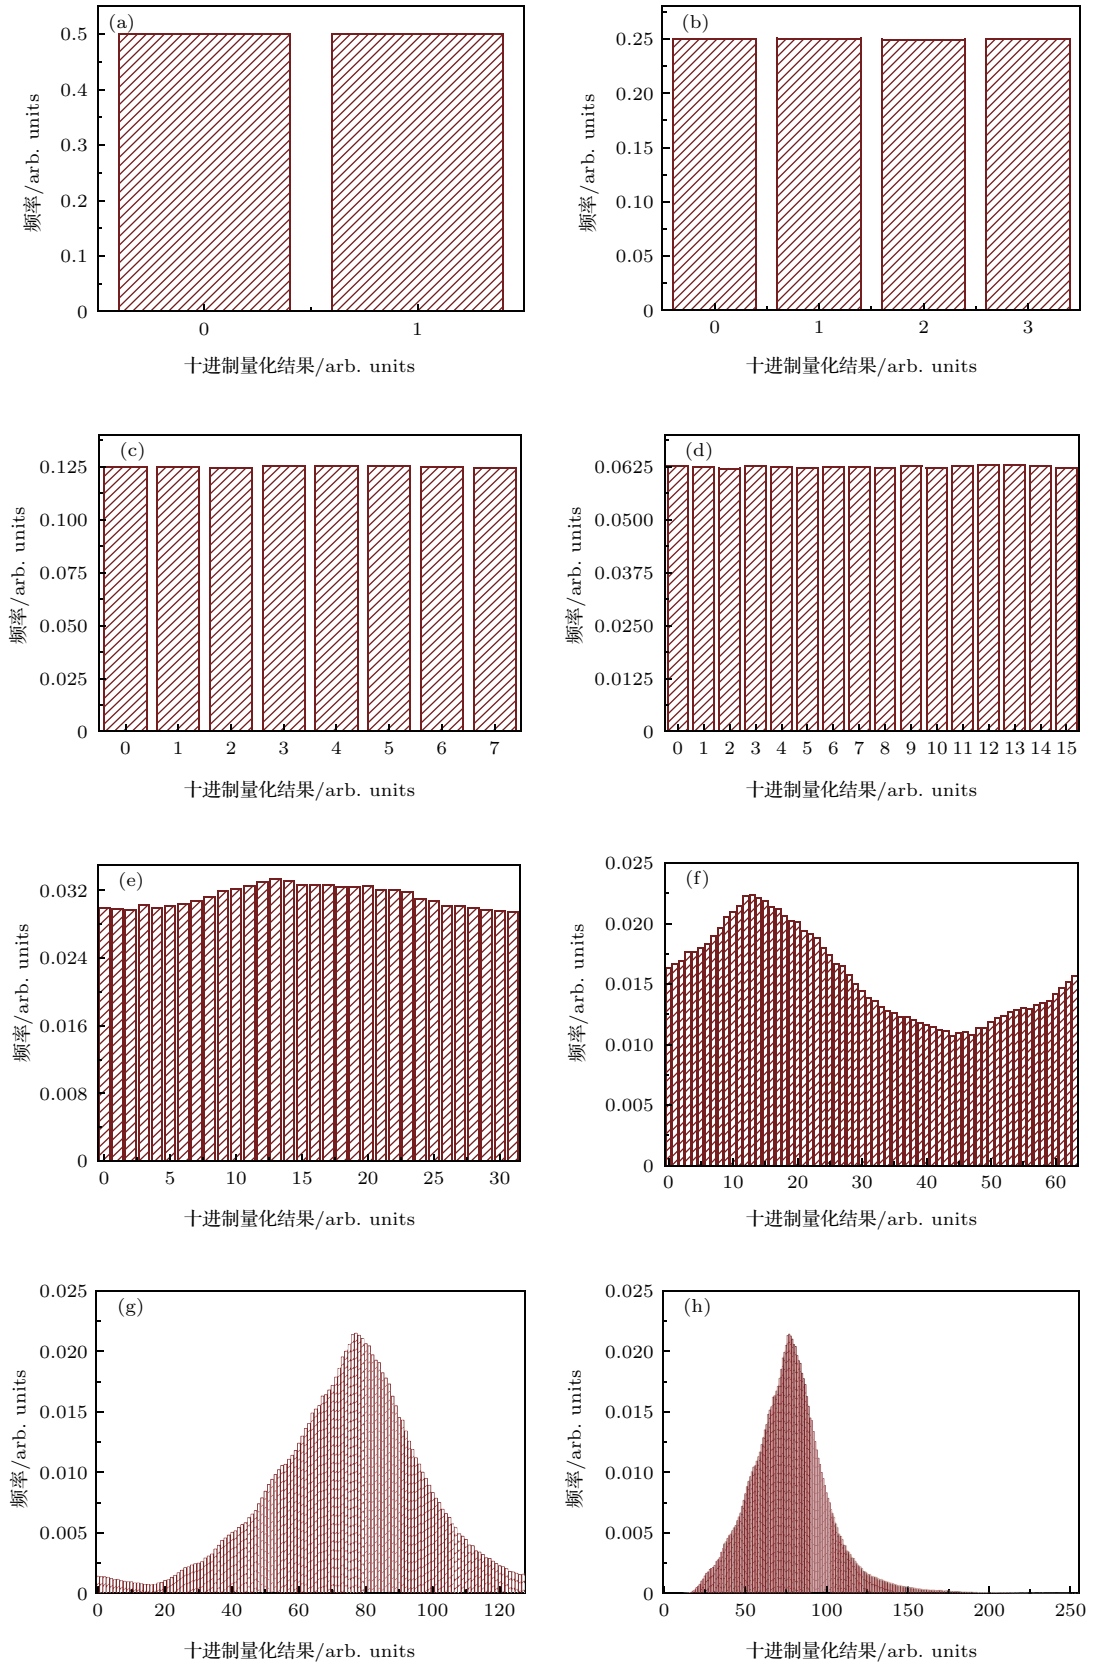 (a)
0.5
0.4
0.3
0.2
0.1
0
频率/arb. units
0 1
十进制量化结果/arb. units
(b)
0.25
0.20
0.15
0.10
0.05
0
频率/arb. units
0 1 2 3
十进制量化结果/arb. units
(c)
0.125
0.100
0.075
0.050
0.025
0
频率/arb. units
0 1 2 3 4 5 6 7
十进制量化结果/arb. units
(d)
0.0625
0.0500
0.0375
0.0250
0.0125
0
频率/arb. units
0 1 2 3 4 5 6 7 8 9 10 11 12 13 14 15
十进制量化结果/arb. units
(e)
0.032
0.024
0.016
0.008
0
频率/arb. units
0 5 10 15 20 25 30
十进制量化结果/arb. units
(f)
0.025
0.020
0.015
0.010
0.005
0
频率/arb. units
0 10 20 30 40 50 60
十进制量化结果/arb. units
(g)
0.025
0.020
0.015
0.010
0.005
0
频率/arb. units
0 20 40 60 80 100 120
十进制量化结果/arb. units
(h)
0.025
0.020
0.015
0.010
0.005
0
频率/arb. units
0 50 100 150 200 250
十进制量化结果/arb. units